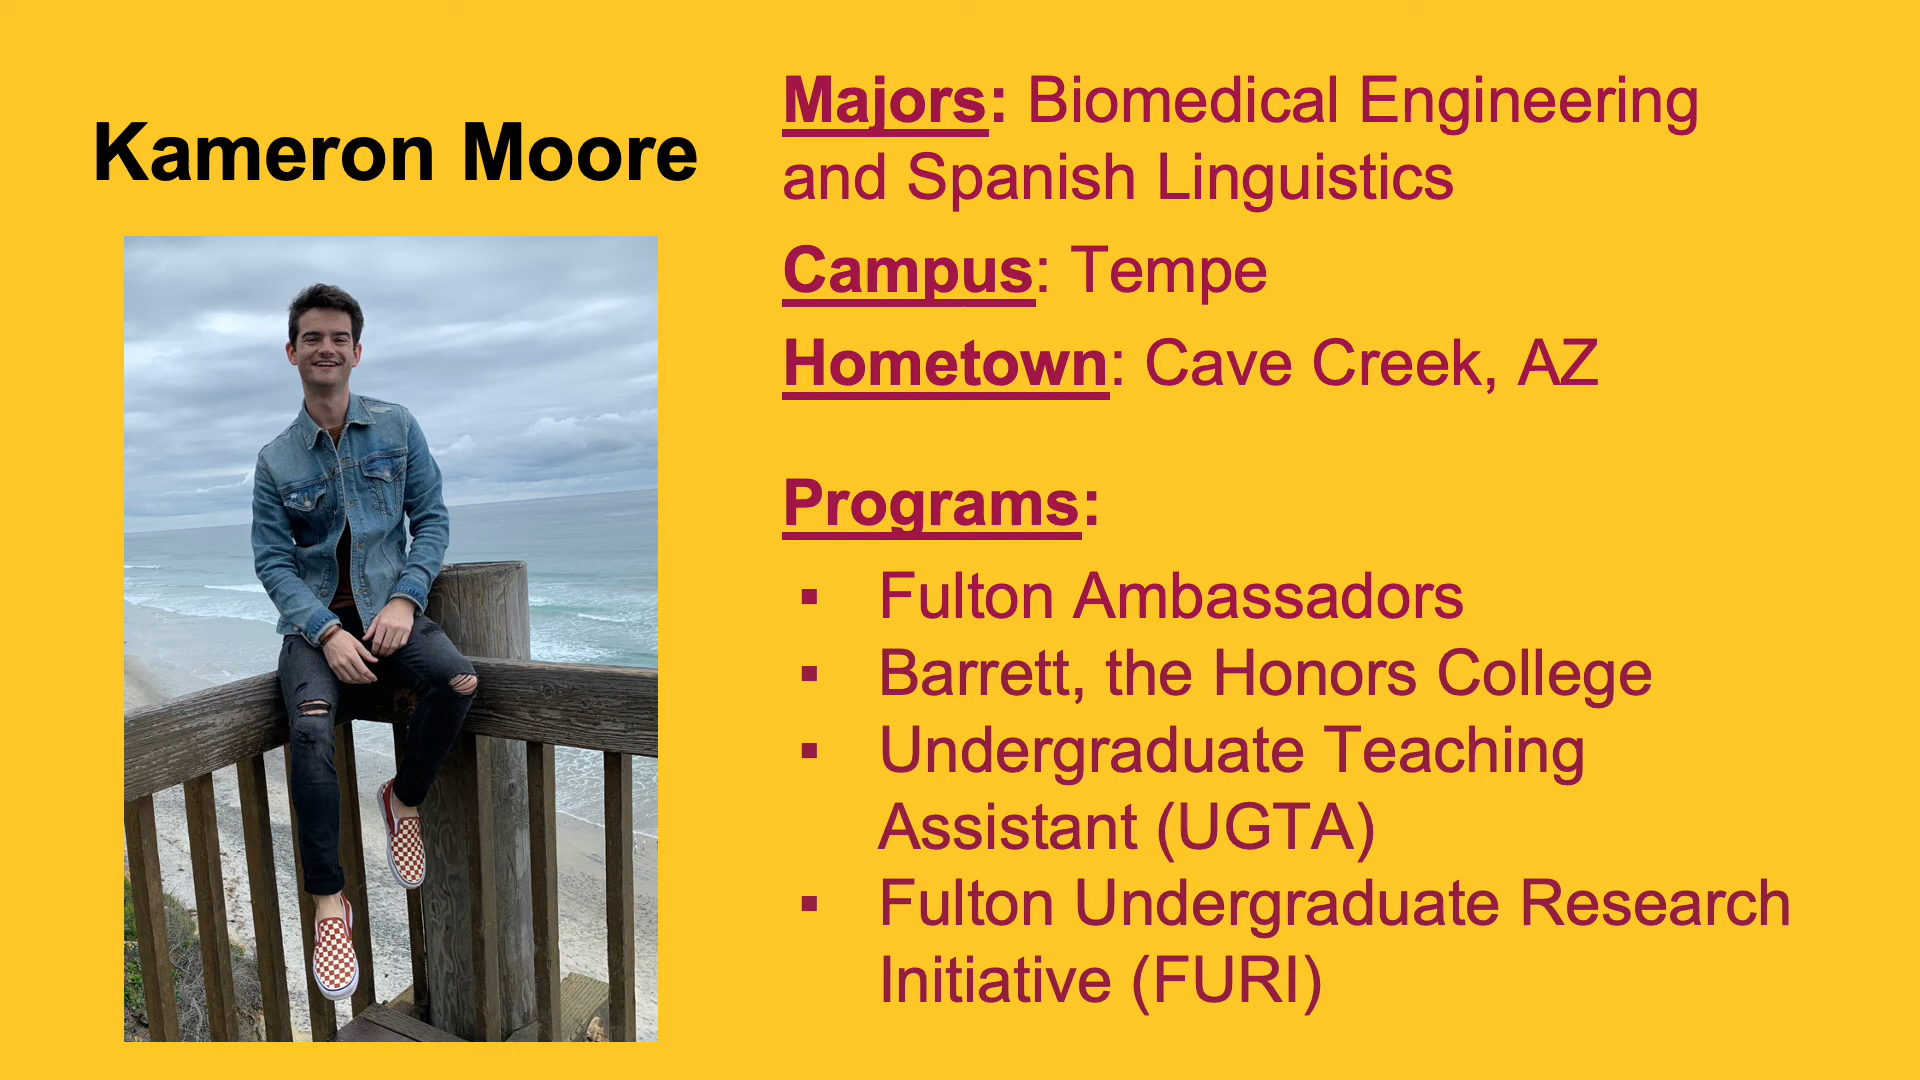 Kameron Moore
Majors: Biomedical Engineering
and Spanish Linguistics
Campus: Tempe
Hometown: Cave Creek, AZ
Programs:
▪ Fulton Ambassadors
▪ Barrett, the Honors College
▪ Undergraduate Teaching
Assistant (UGTA)
▪ Fulton Undergraduate Research
Initiative (FURI)